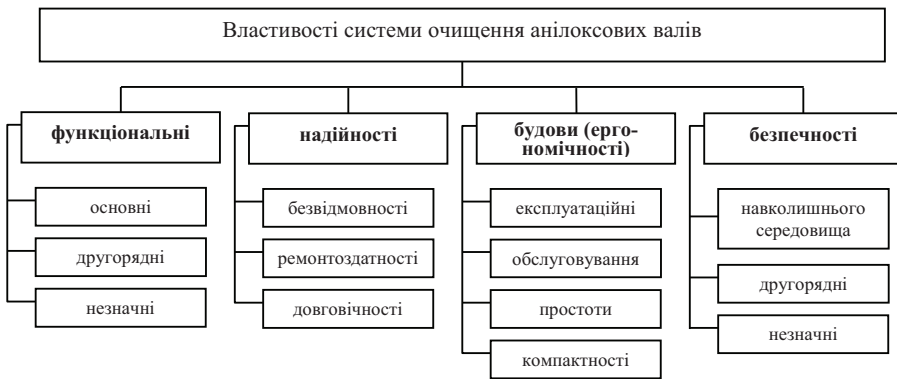 Властивості системи очищення анілоксових валів
функціональні
основні
другорядні
незначні
надійності
безвідмовності
ремонтоздатності
довговічності
будови (ерго-
номічності)
експлуатаційні
обслуговування
простоти
компактності
безпечності
навколишнього
середовища
другорядні
незначні